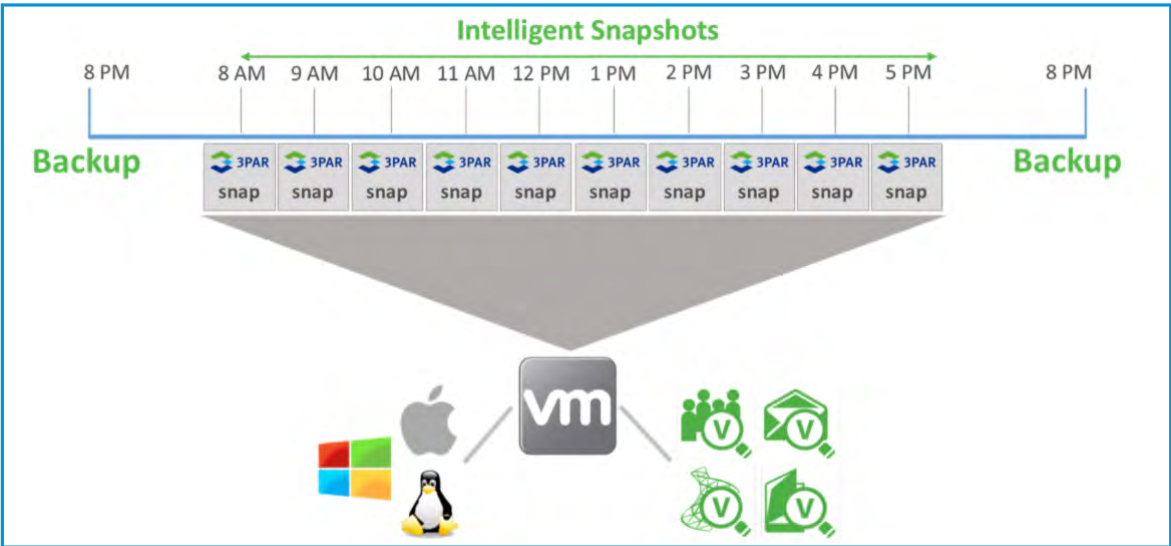 Intelligent Snapshots
8 PM 8 AM 9 AM 10 AM 11 AM 12 PM 1 PM 2 PM 3 PM 4 PM 5 PM 8 PM
Backup Backup
3PAR 3PAR 3PAR 3PAR 3PAR 3PAR 3PAR 3PAR 3PAR 3PAR
snap snap snap snap snap snap snap snap snap snap
vm
V V
V V